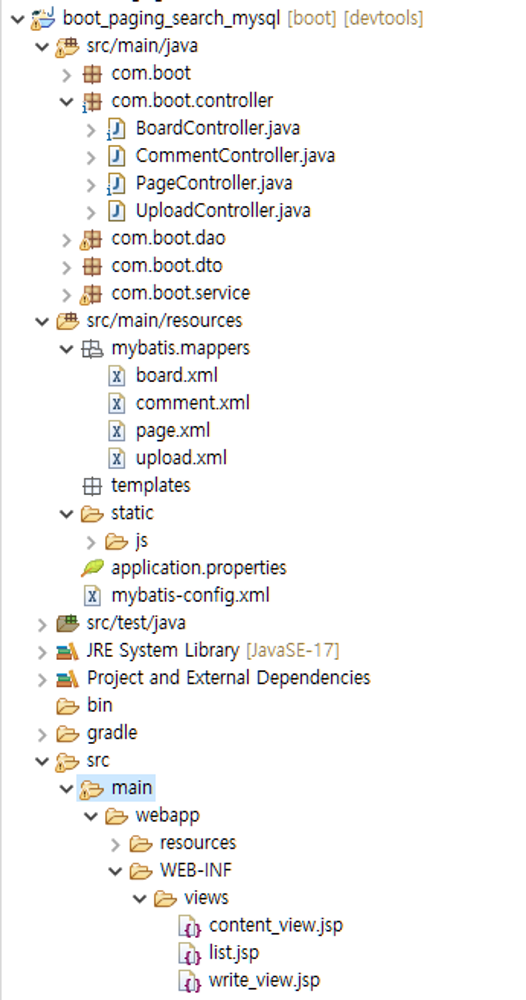 boot_paging_search_mysql [boot] [devtools]
src/main/java
com.boot
com.boot.controller
BoardController.java
CommentController.java
PageController.java
UploadController.java
com.boot.dao
com.boot.dto
com.boot.service
src/main/resources
mybatis.mappers
board.xml
comment.xml
page.xml
upload.xml
templates
static
js
application.properties
mybatis-config.xml
src/test/java
JRE System Library [JavaSE-17]
Project and External Dependencies
bin
gradle
src
main
webapp
resources
WEB-INF
views
content_view.jsp
list.jsp
write_view.jsp